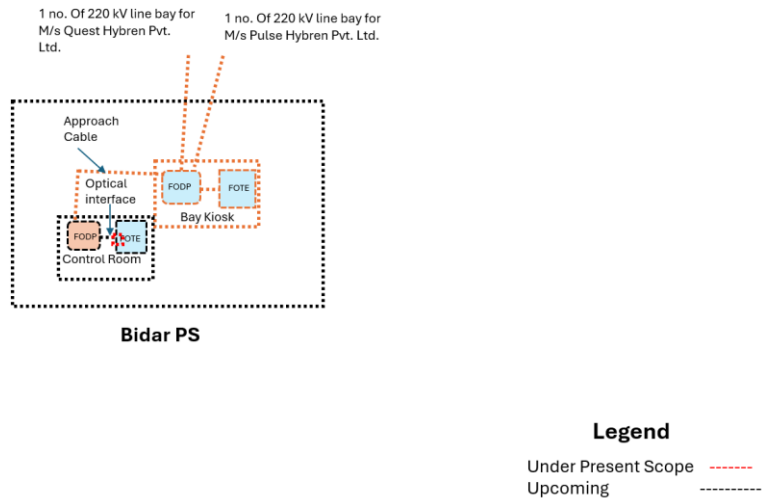 1 no. Of 220 kV line bay for
M/s Quest Hybren Pvt.
Ltd.
1 no. Of 220 kV line bay for
M/s Pulse Hybren Pvt. Ltd.
Approach
Cable
Optical
interface
FODP
FOTE
Bay Kiosk
FODP
FOTE
Control Room
Bidar PS
Legend
Under Present Scope
Upcoming